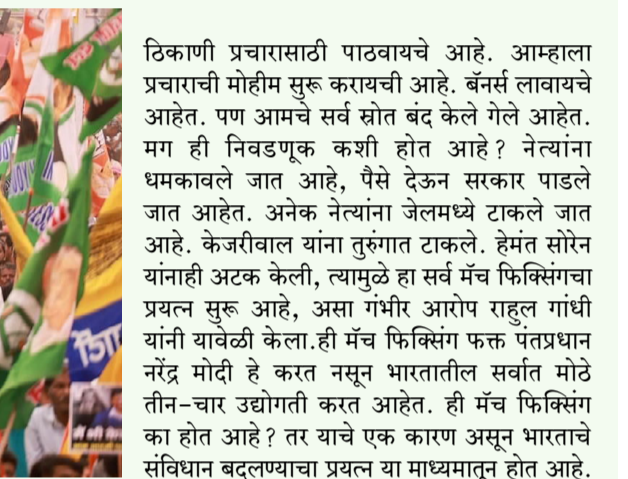 ठिकाणी प्रचारासाठी पाठवायचे आहे. आम्हाला
प्रचाराची मोहीम सुरू करायची आहे. बॅनर्स लावायचे
आहेत. पण आमचे सर्व स्रोत बंद केले गेले आहेत.
मग ही निवडणूक कशी होत आहे? नेत्यांना
धमकावले जात आहे, पैसे देऊन सरकार पाडले
जात आहेत. अनेक नेत्यांना जेलमध्ये टाकले जात
आहे. केजरीवाल यांना तुरुंगात टाकले. हेमंत सोरेन
यांनाही अटक केली, त्यामुळे हा सर्व मॅच फिक्सिंगचा
प्रयत्न सुरू आहे, असा गंभीर आरोप राहुल गांधी
यांनी यावेळी केला.ही मॅच फिक्सिंग फक्त पंतप्रधान
नरेंद्र मोदी हे करत नसून भारतातील सर्वात मोठे
तीन-चार उद्योगती करत आहेत. ही मॅच फिक्सिंग
का होत आहे? तर याचे एक कारण असून भारताचे
संविधान बदलण्याचा प्रयत्न या माध्यमातून होत आहे.